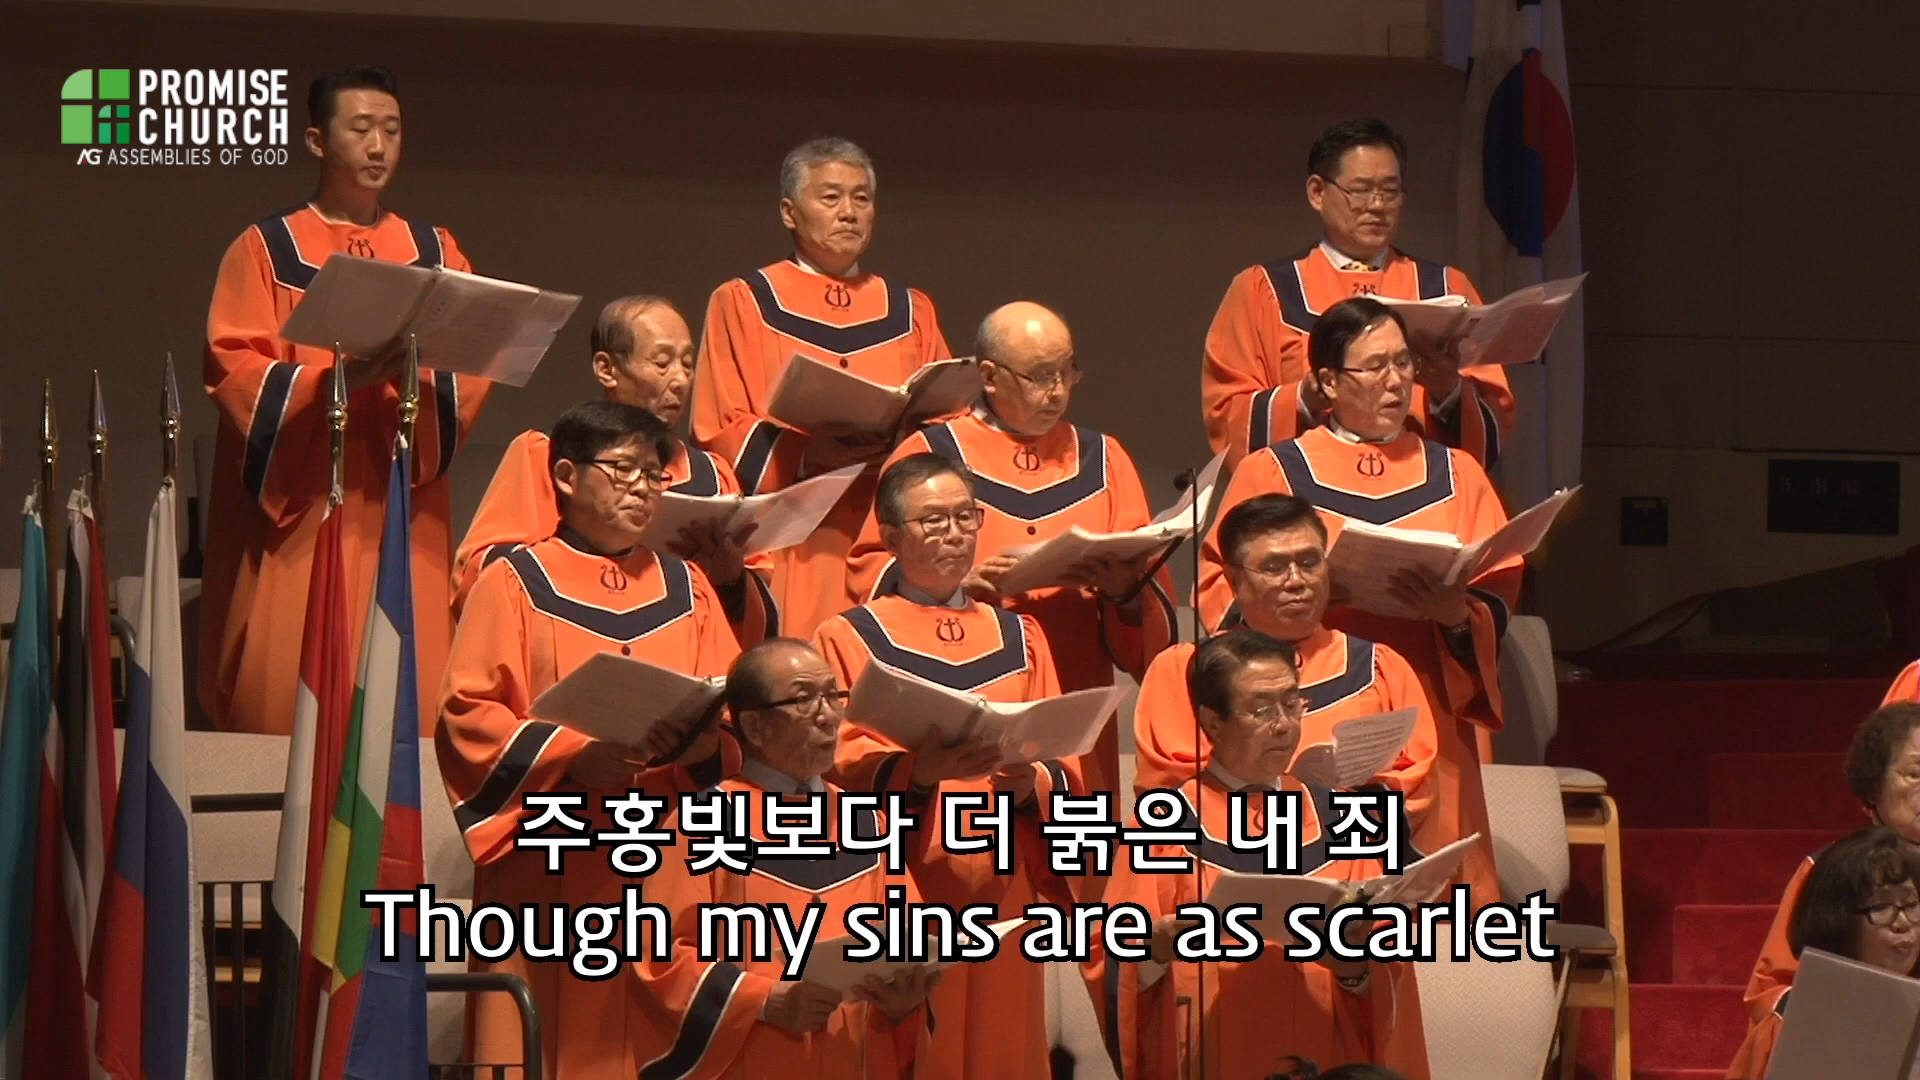 PROMISE
CHURCH
AG ASSEMBLIES OF GOD
주홍빛보다 더 붉은 내 죄
Though my sins are as scarlet